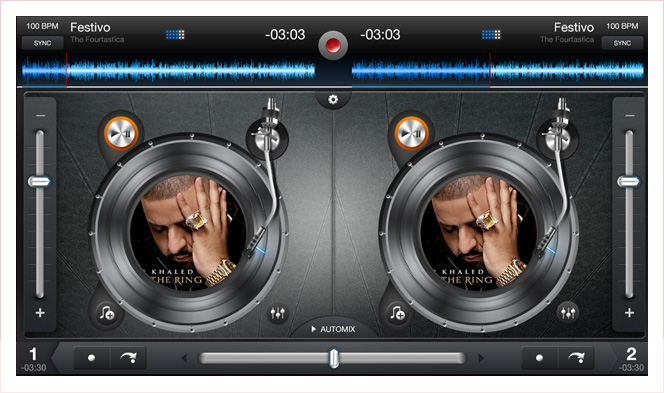 100 BPM
SYNC
Festivo
The Fourtastica
-03:03
-03:03
Festivo
The Fourtastica
100 BPM
SYNC
KHALED
THE RING
KHALED
THE RING
AUTOMIX
1
-03:30
2
-03:30